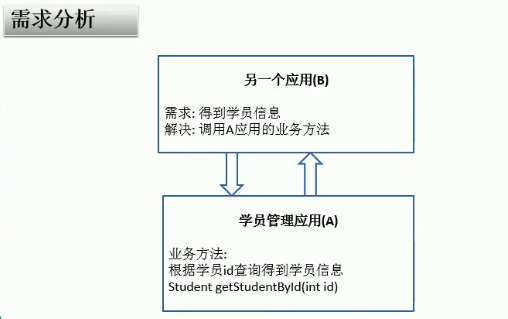 需求分析
另一个应用(B)
需求: 得到学员信息
解决: 调用A应用的业务方法
学员管理应用(A)
业务方法:
根据学员id查询得到学员信息
Student getStudentById(int id)